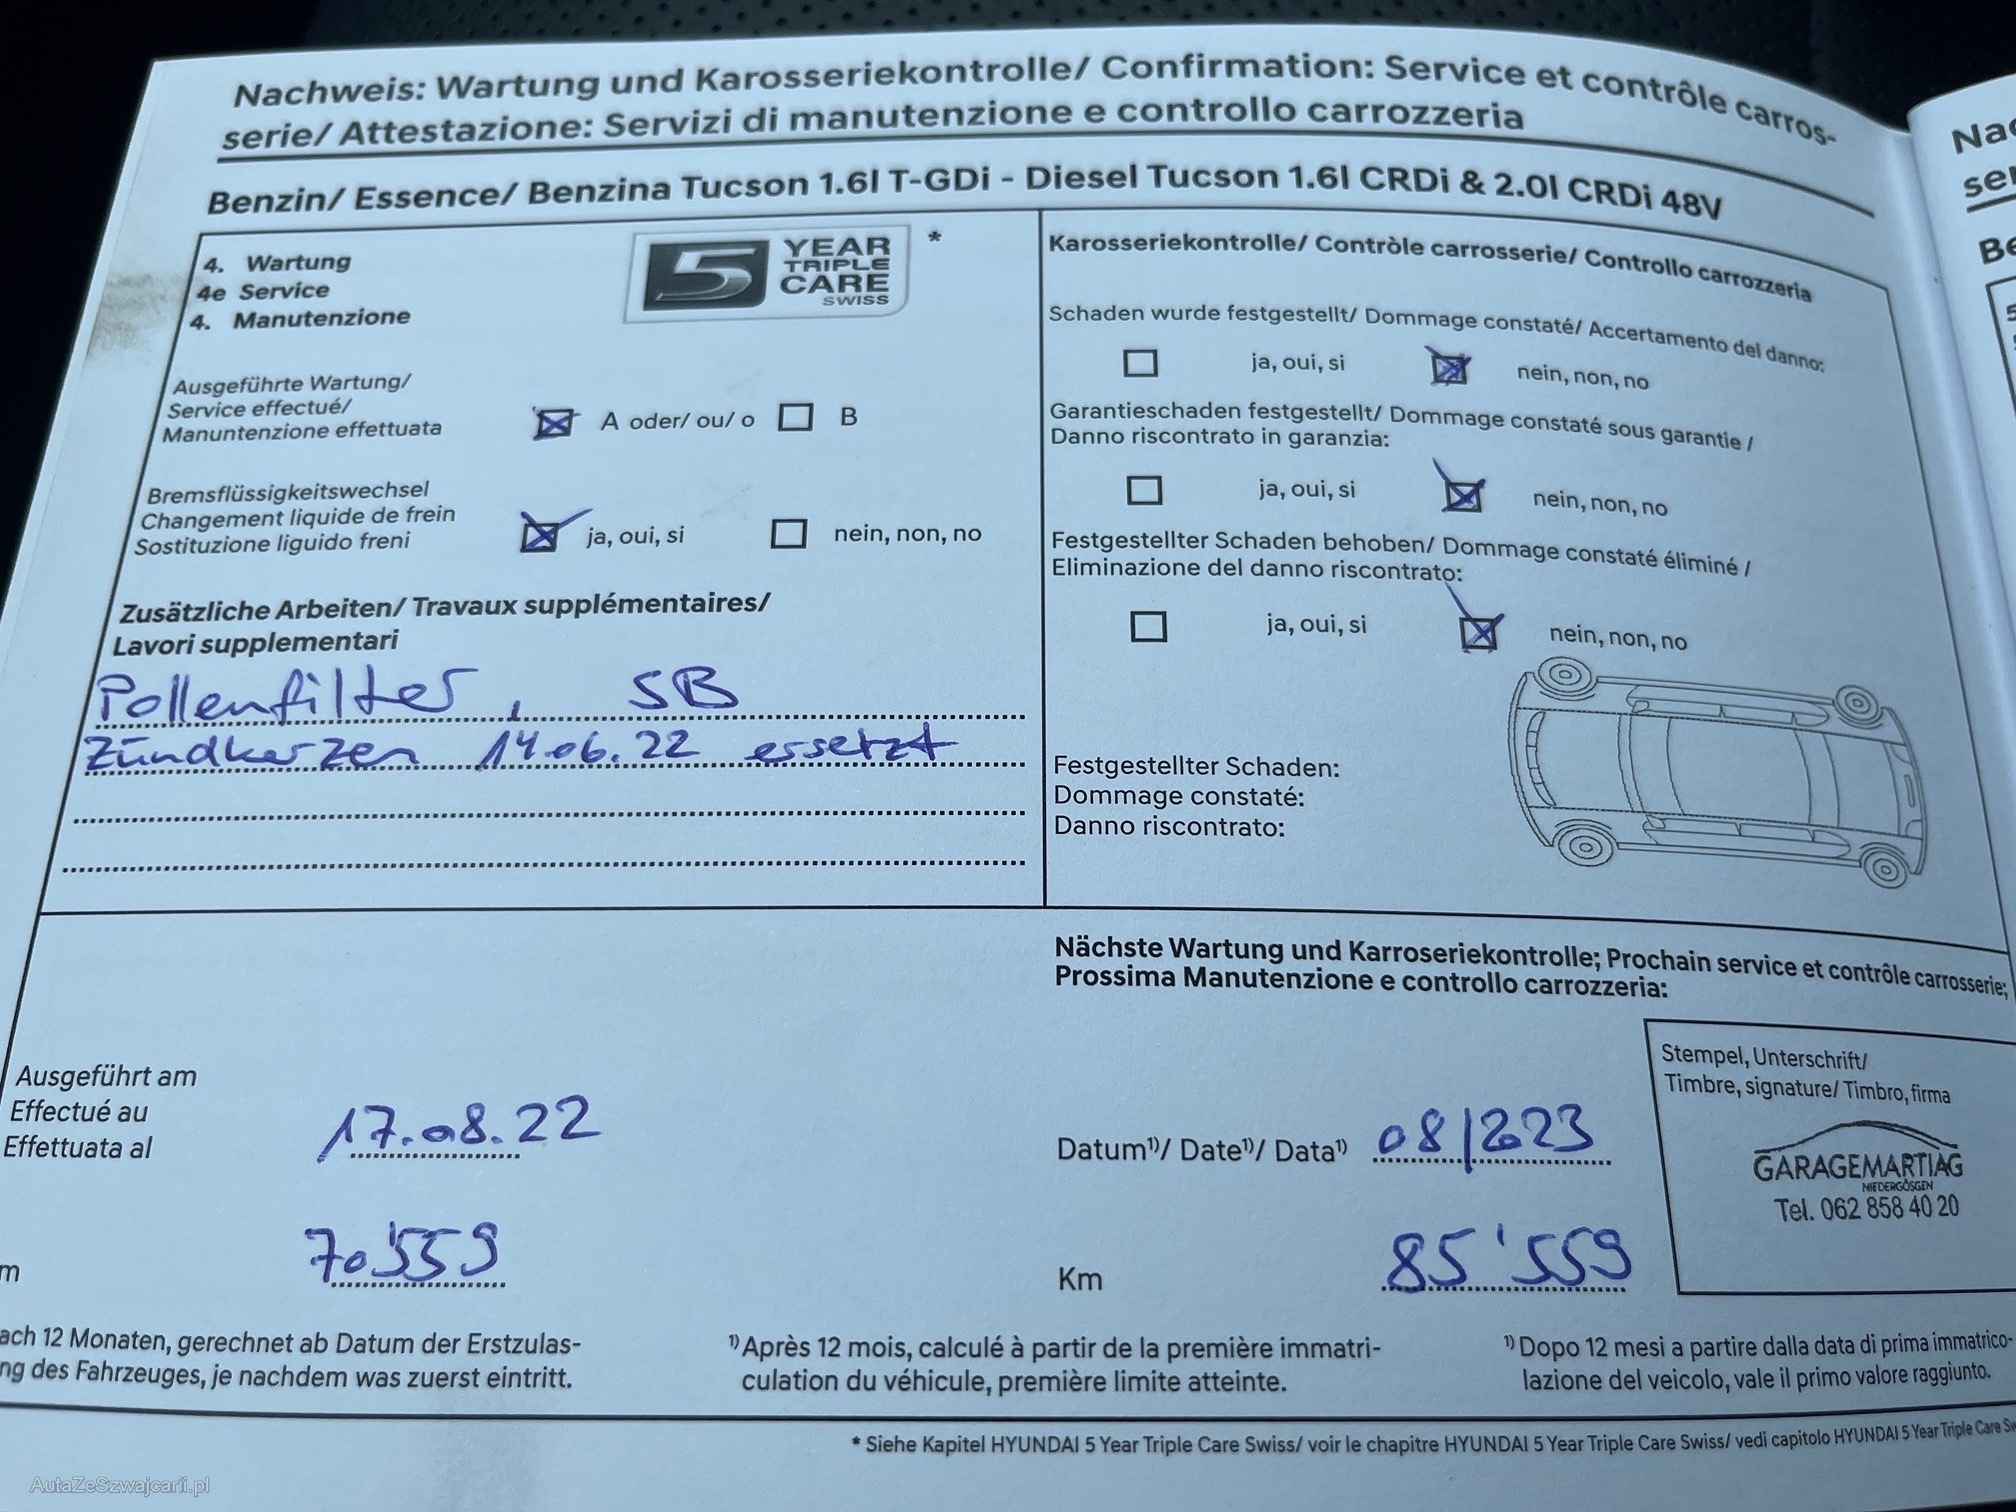 Nachweis: Wartung und Karosseriekontrolle/ Confirmation: Service et contrôle carros-
serie/ Attestazione: Servizi di manutenzione e controllo carrozzeria
Benzin/ Essence/ Benzina Tucson 1.6l T-GDi - Diesel Tucson 1.6l CRDi & 2.0l CRDi 48V
4. Wartung
4e Service
4. Manutenzione
5 YEAR
TRIPLE
CARE
SWISS
*
Ausgeführte Wartung/
Service effectué/
Manuntenzione effettuata
A oder/ ou/ o
B
Bremsflüssigkeitswechsel
Changement liquide de frein
Sostituzione liguido freni
ja, oui, si
nein, non, no
Zusätzliche Arbeiten/ Travaux supplémentaires/
Lavori supplementari
Pollenfilter, SB
Zündkerzen 14.06.22 ersetzt
Karosseriekontrolle/ Contrôle carrosserie/ Controllo carrozzeria
Schaden wurde festgestellt/ Dommage constaté/ Accertamento del danno:
ja, oui, si
nein, non, no
Garantieschaden festgestellt/ Dommage constaté sous garantie /
Danno riscontrato in garanzia:
ja, oui, si
nein, non, no
Festgestellter Schaden behoben/ Dommage constaté éliminé /
Eliminazione del danno riscontrato:
ja, oui, si
nein, non, no
Festgestellter Schaden:
Dommage constaté:
Danno riscontrato:
Ausgeführt am
Effectué au
Effettuata al
17.08.22
m
70'559
Nächste Wartung und Karroseriekontrolle; Prochain service et contrôle carrosserie;
Prossima Manutenzione e controllo carrozzeria:
Datum¹⁾/ Date¹⁾/ Data¹⁾ 08/2023
Km 85'559
Stempel, Unterschrift/
Timbre, signature/ Timbro, firma
GARAGEMARTIAG
NIEDERGÖSGEN
Tel. 062 858 40 20
ach 12 Monaten, gerechnet ab Datum der Erstzulas-
ng des Fahrzeuges, je nachdem was zuerst eintritt.
¹⁾Après 12 mois, calculé à partir de la première immatri-
culation du véhicule, première limite atteinte.
¹⁾Dopo 12 mesi a partire dalla data di prima immatrico-
lazione del veicolo, vale il primo valore raggiunto.
* Siehe Kapitel HYUNDAI 5 Year Triple Care Swiss/ voir le chapitre HYUNDAI 5 Year Triple Care Swiss/ vedi capitolo HYUNDAI 5 Year Triple Care Sw
Nac
ser
Be
AutaZeSzwajcarii.pl